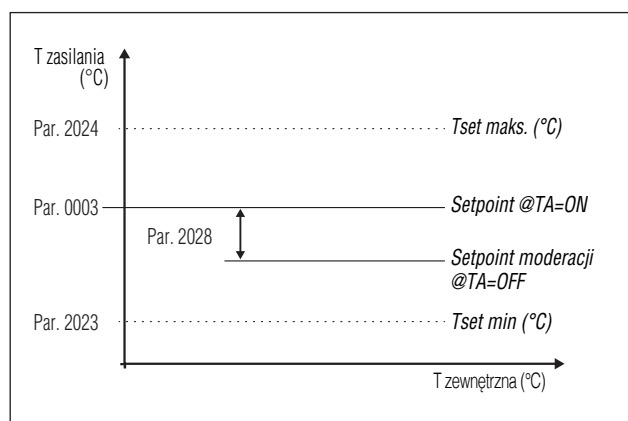 T zasilania
(°C)
Par. 2024
Tset maks. (°C)
Par. 0003
Setpoint @TA=ON
Par. 2028
Setpoint moderacji
@TA=OFF
Par. 2023
Tset min (°C)
T zewnętrzna (°C)